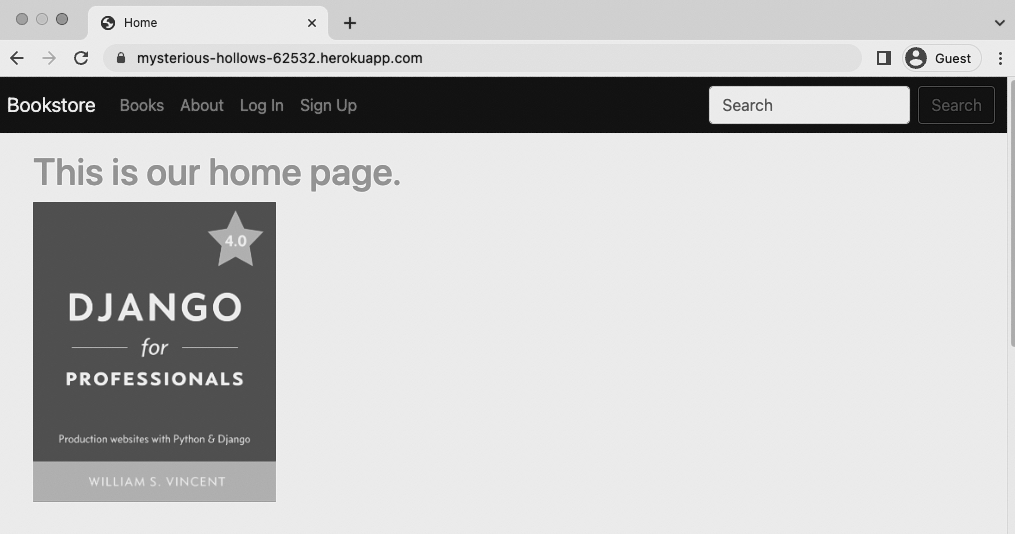 Home
mysterious-hollows-62532.herokuapp.com
Guest
Bookstore Books About Log In Sign Up Search Search
This is our home page.
4.0
DJANGO
for
PROFESSIONALS
Production websites with Python & Django
WILLIAM S. VINCENT